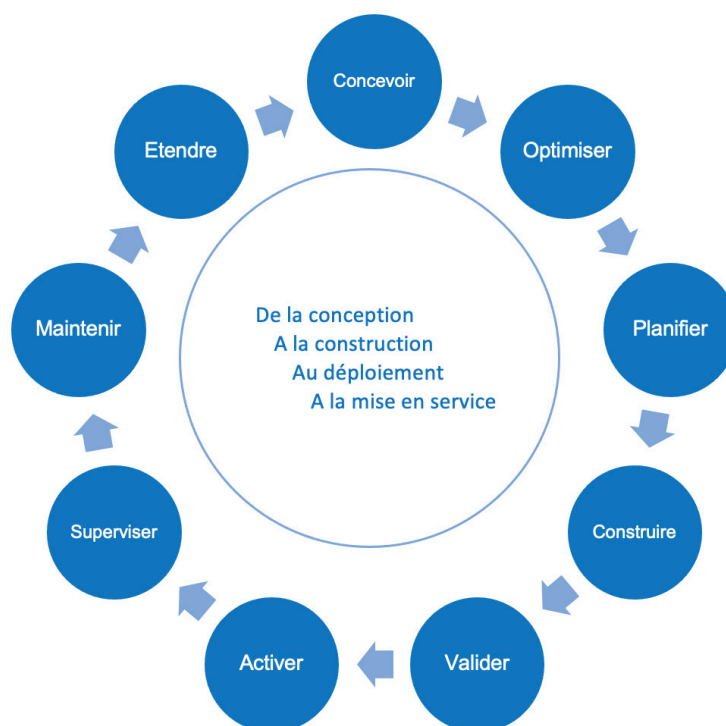 Concevoir
Optimiser
Planifier
Construire
Valider
Activer
Superviser
Maintenir
Etendre
De la conception
A la construction
Au déploiement
A la mise en service